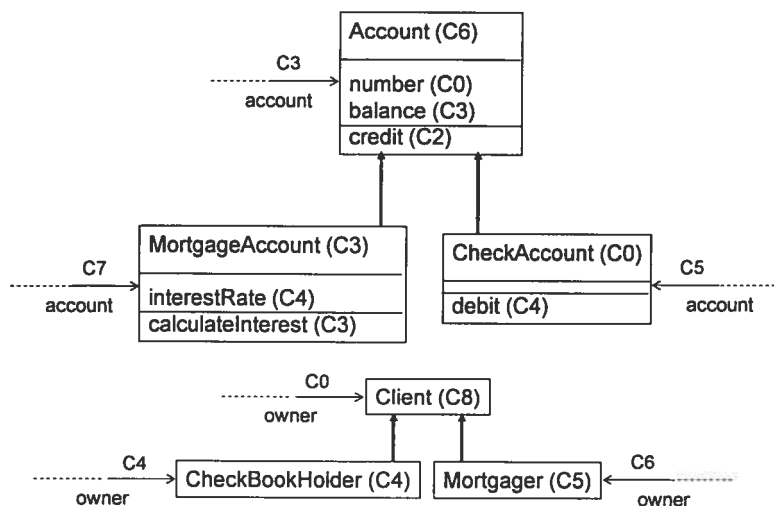 Account (C6)
C3
account
number (C0)
balance (C3)
credit (C2)
MortgageAccount (C3)
C7
account
interestRate (C4)
calculateInterest (C3)
CheckAccount (C0)
C5
account
debit (C4)
C0
owner
Client (C8)
C4
owner
CheckBookHolder (C4)
Mortgager (C5)
C6
owner